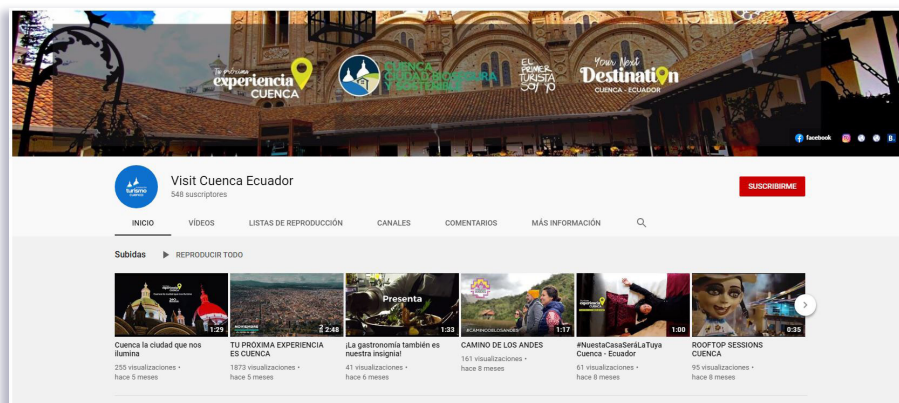 Tu próxima
experiencia
CUENCA
CUENCA
CIUDAD BIOSEGURA
Y SOSTENIBLE
EL
PRIMER
TURISTA
SOY YO
Your Next
Destination
CUENCA - ECUADOR
facebook
B.
turismo
Visit Cuenca Ecuador
548 suscriptores
SUSCRIBIRME
INICIO VÍDEOS LISTAS DE REPRODUCCIÓN CANALES COMENTARIOS MÁS INFORMACIÓN
Subidas REPRODUCIR TODO
1:29
2:48
Presenta
1:33
#CAMINODELOSANDES
1:17
experiencia
1:00
0:35
Cuenca la ciudad que nos
ilumina
255 visualizaciones •
hace 5 meses
TU PRÓXIMA EXPERIENCIA
ES CUENCA
1873 visualizaciones •
hace 5 meses
¡La gastronomía también es
nuestra insignia!
41 visualizaciones •
hace 6 meses
CAMINO DE LOS ANDES
161 visualizaciones •
hace 8 meses
#NuestaCasaSeráLaTuya
Cuenca - Ecuador
61 visualizaciones •
hace 8 meses
ROOFTOP SESSIONS
CUENCA
95 visualizaciones •
hace 8 meses